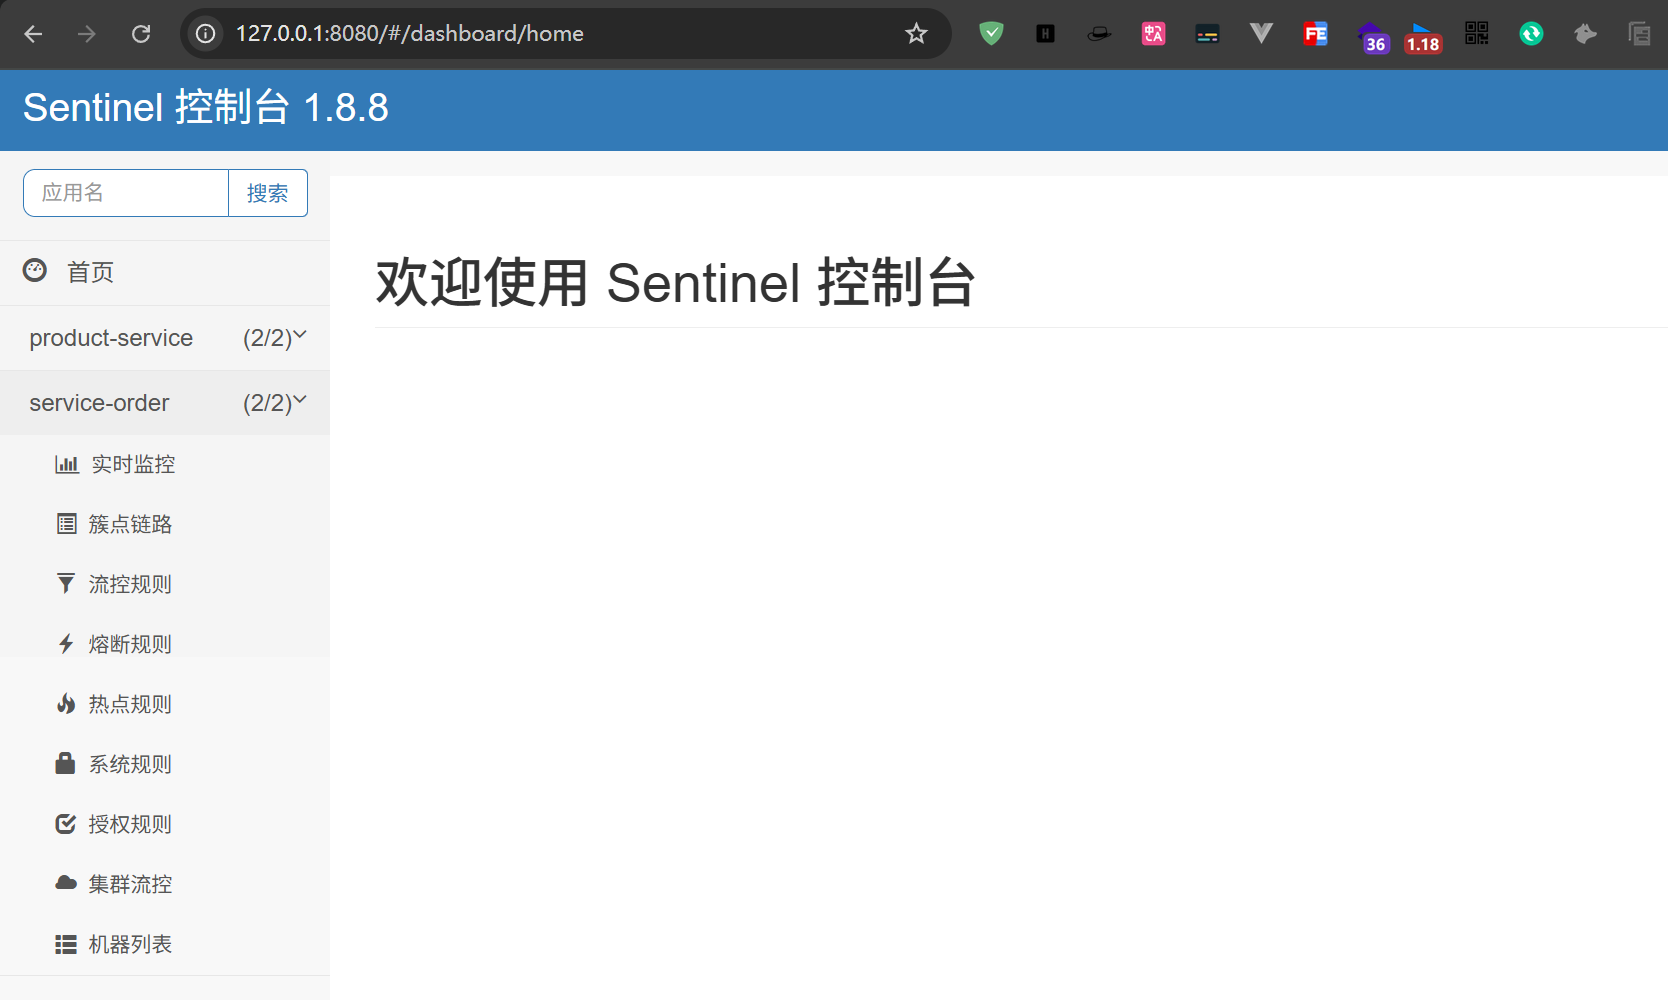 127.0.0.1:8080/#/dashboard/home
H
中
A
FE
36
1.18
Sentinel 控制台 1.8.8
应用名
搜索
首页
product-service (2/2)
service-order (2/2)
实时监控
簇点链路
流控规则
熔断规则
热点规则
系统规则
授权规则
集群流控
机器列表
欢迎使用 Sentinel 控制台